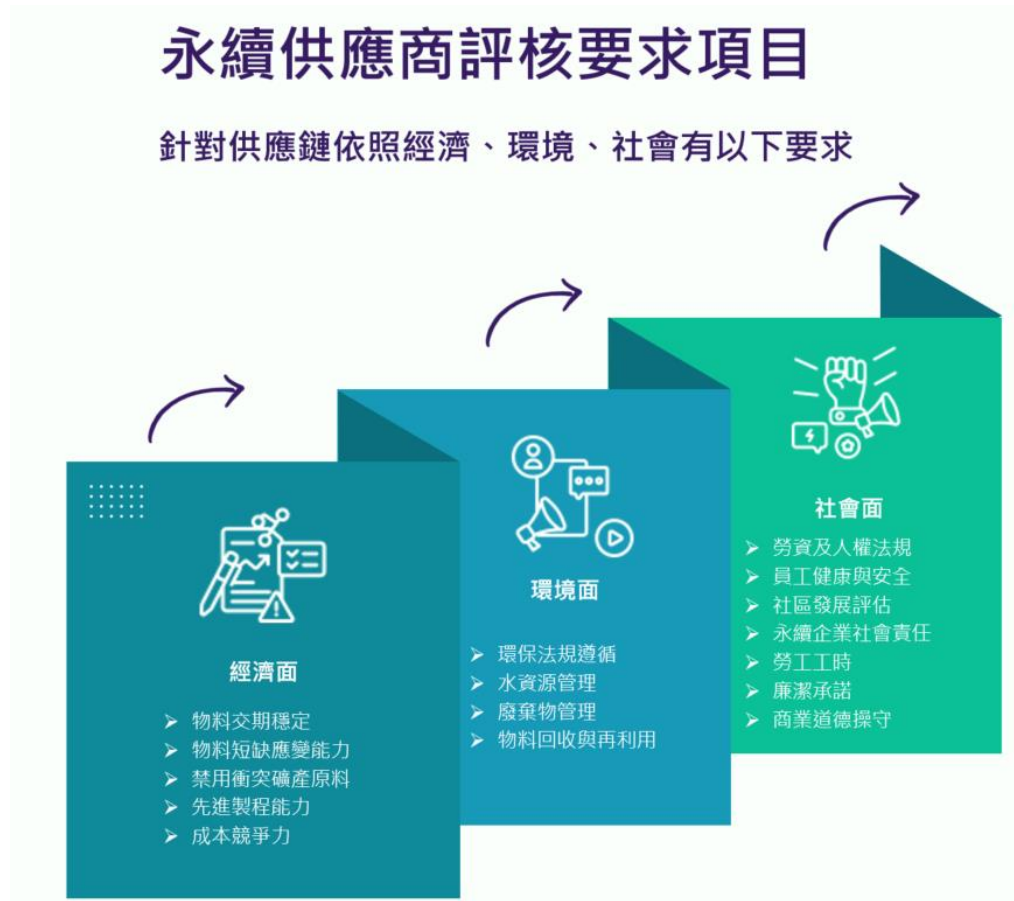 永續供應商評核要求項目
針對供應鏈依照經濟、環境、社會有以下要求
經濟面
➢ 物料交期穩定
➢ 物料短缺應變能力
➢ 禁用衝突礦產原料
➢ 先進製程能力
➢ 成本競爭力
環境面
➢ 環保法規遵循
➢ 水資源管理
➢ 廢棄物管理
➢ 物料回收與再利用
社會面
➢ 勞資及人權法規
➢ 員工健康與安全
➢ 社區發展評估
➢ 永續企業社會責任
➢ 勞工工時
➢ 廉潔承諾
➢ 商業道德操守